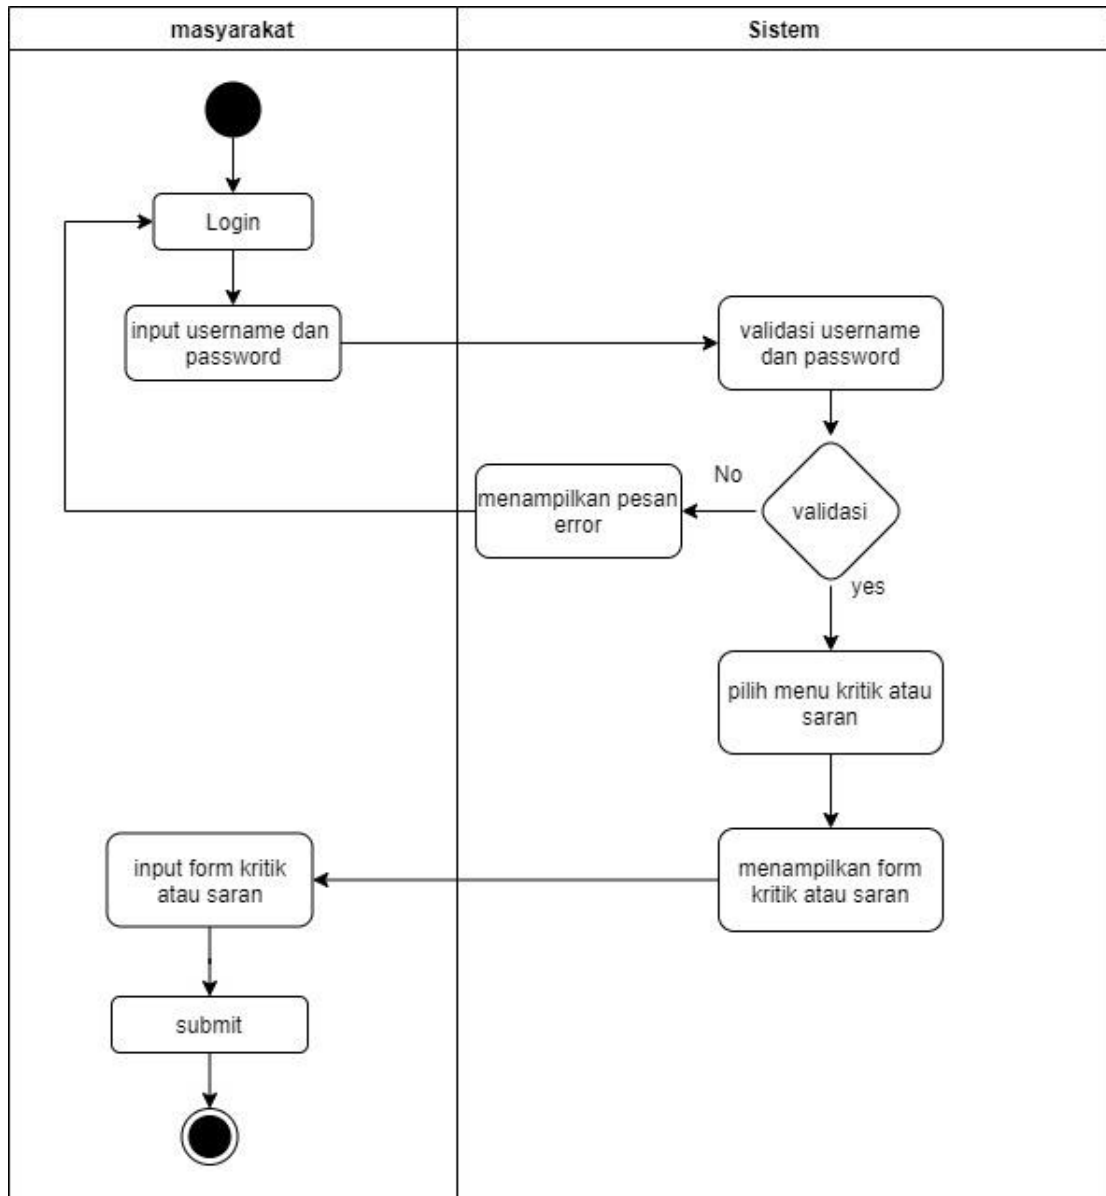 masyarakat
Sistem
Login
input username dan
password
validasi username
dan password
No
menampilkan pesan
error
validasi
yes
pilih menu kritik atau
saran
menampilkan form
kritik atau saran
input form kritik
atau saran
submit